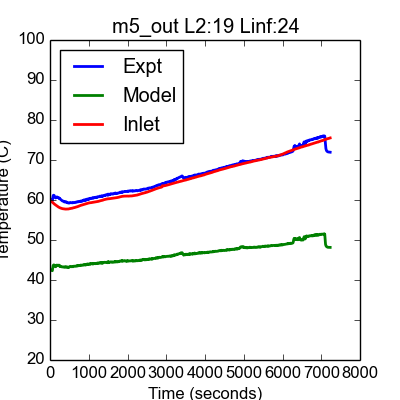 m5_out L2:19 Linf:24
100
90
80
70
60
50
40
30
20
Expt
Model
Inlet
Temperature (C)
0 1000 2000 3000 4000 5000 6000 7000 8000
Time (seconds)